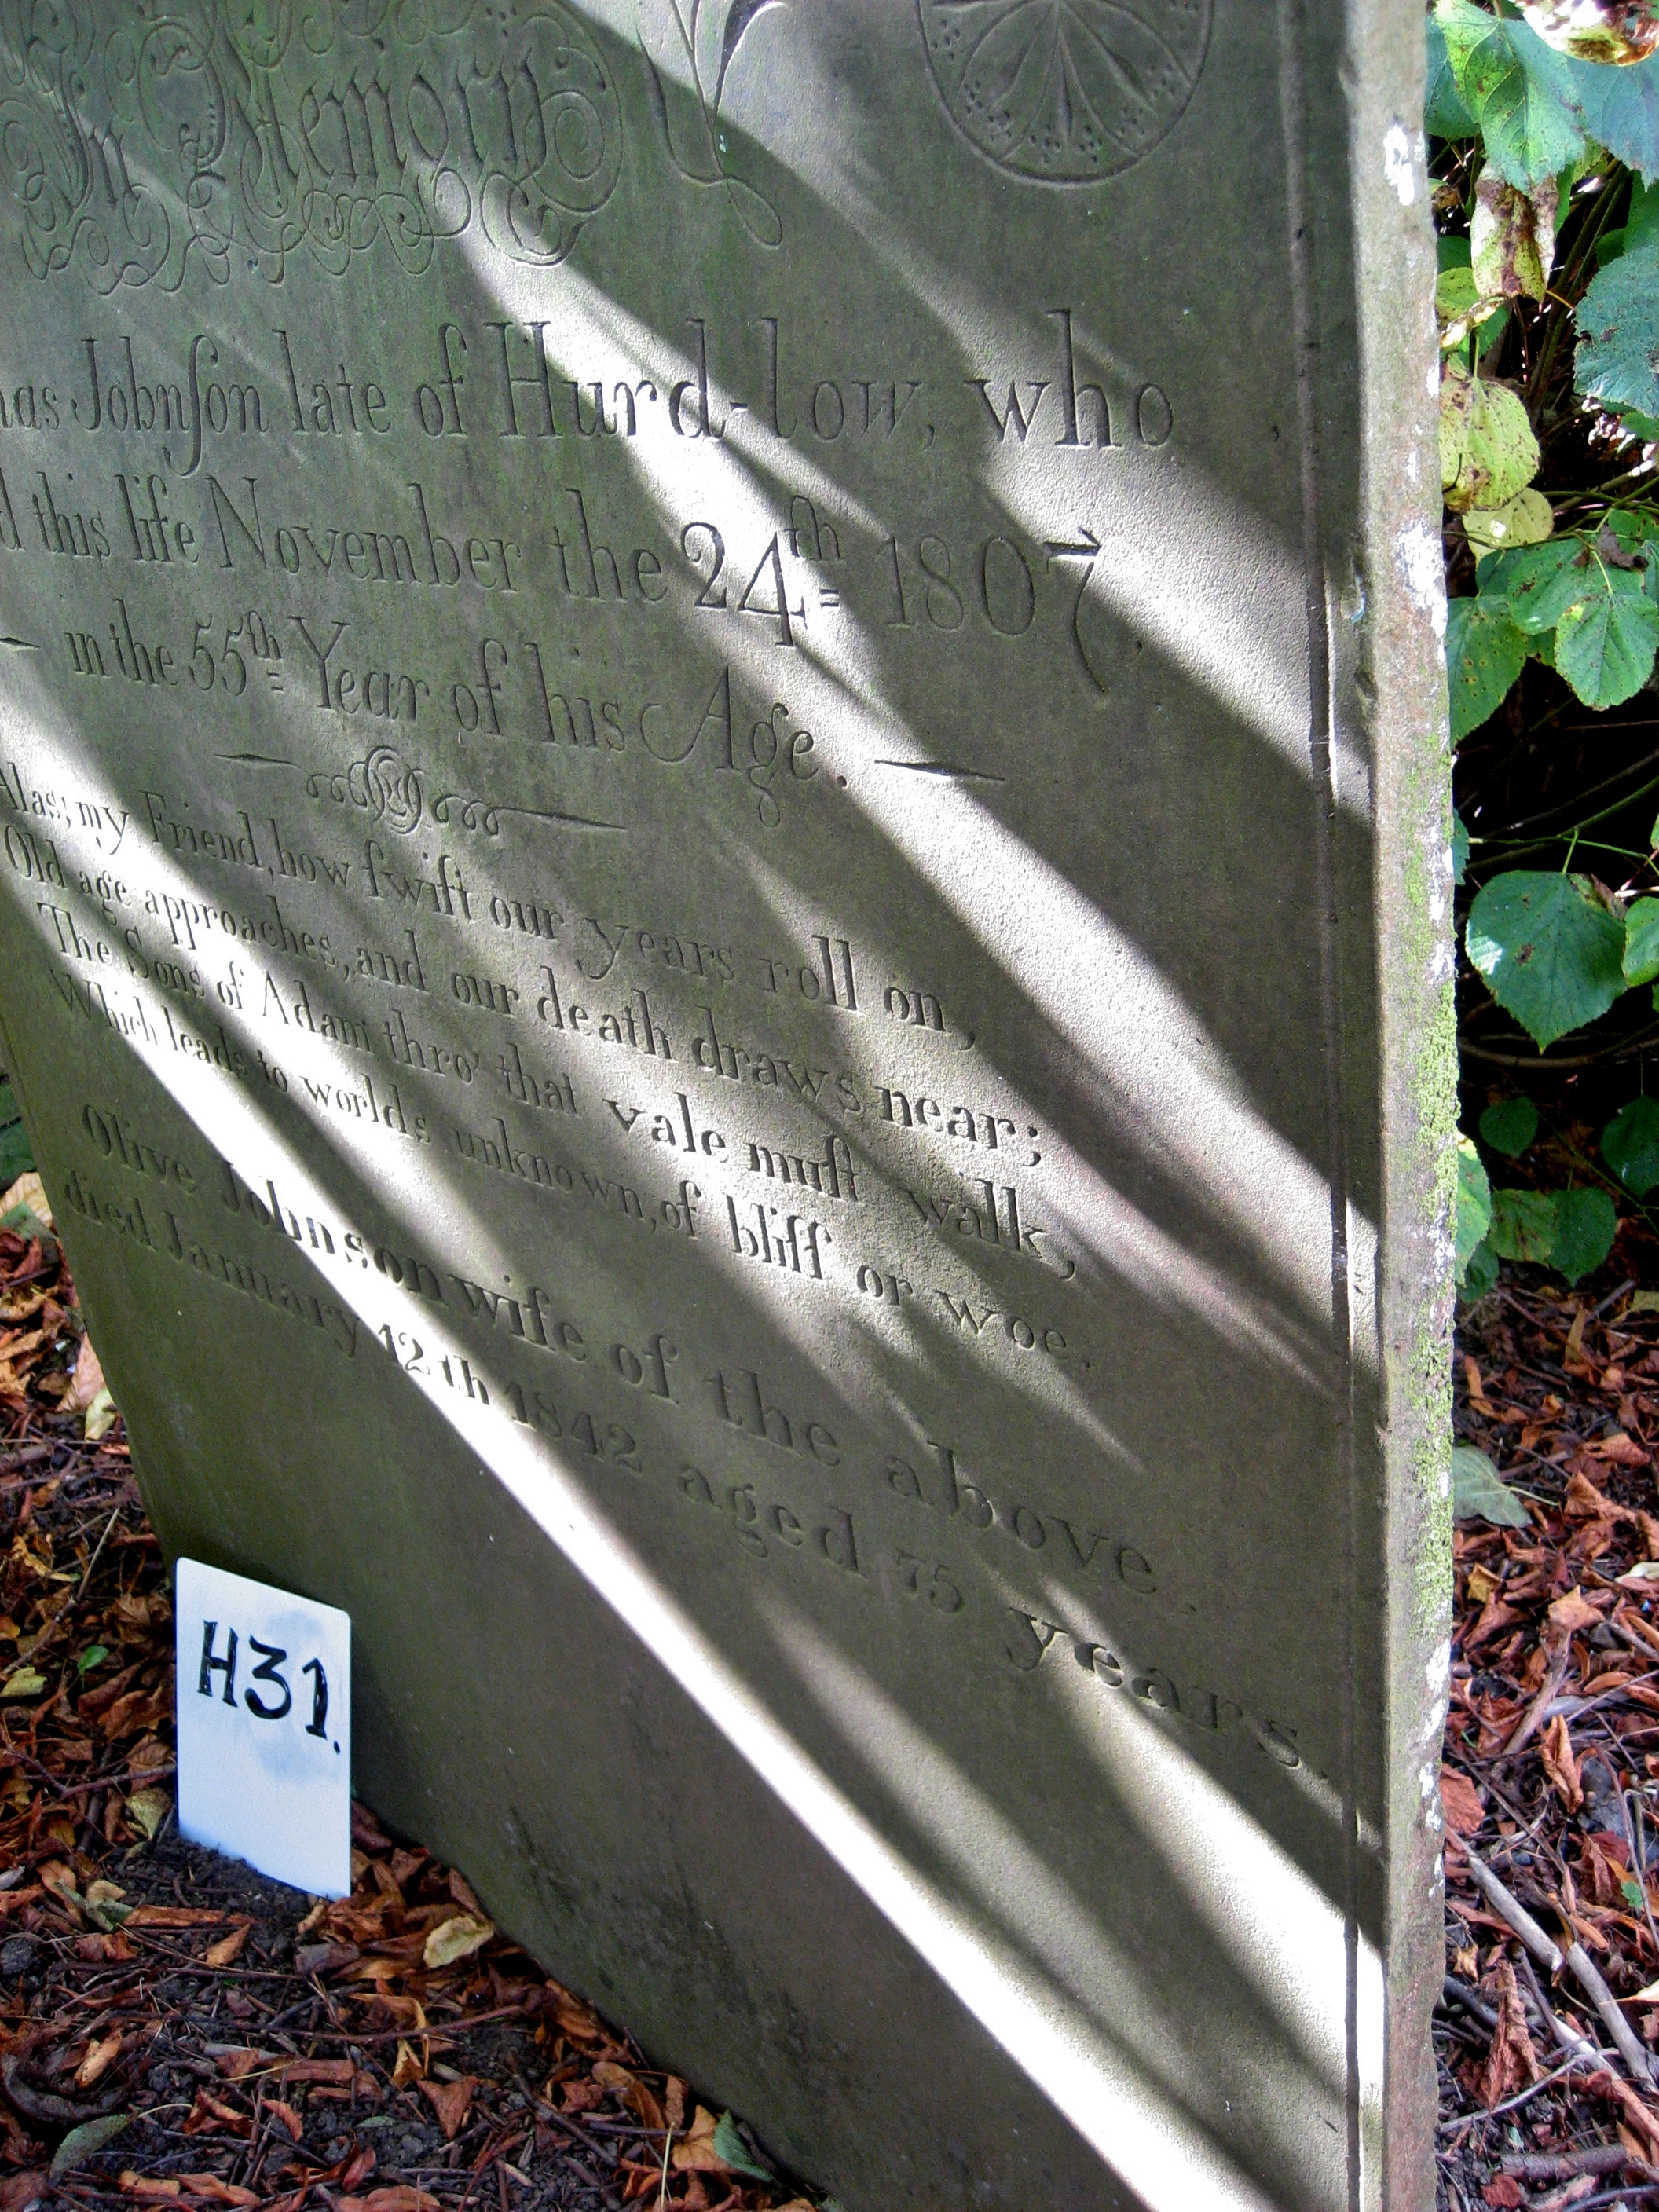 In Memory
as Johnſon late of Hurd-low, who
d this life November the 24th 1807,
in the 55th Year of his Age.
Alas; my Friend, how ſwift our years roll on,
Old age approaches, and our death draws near;
The Sons of Adam thro' that vale muſt walk,
Which leads to worlds unknown, of bliſſ or woe.
Olive Johnson wife of the above,
died January 12th 1842 aged 75 years.
H31.